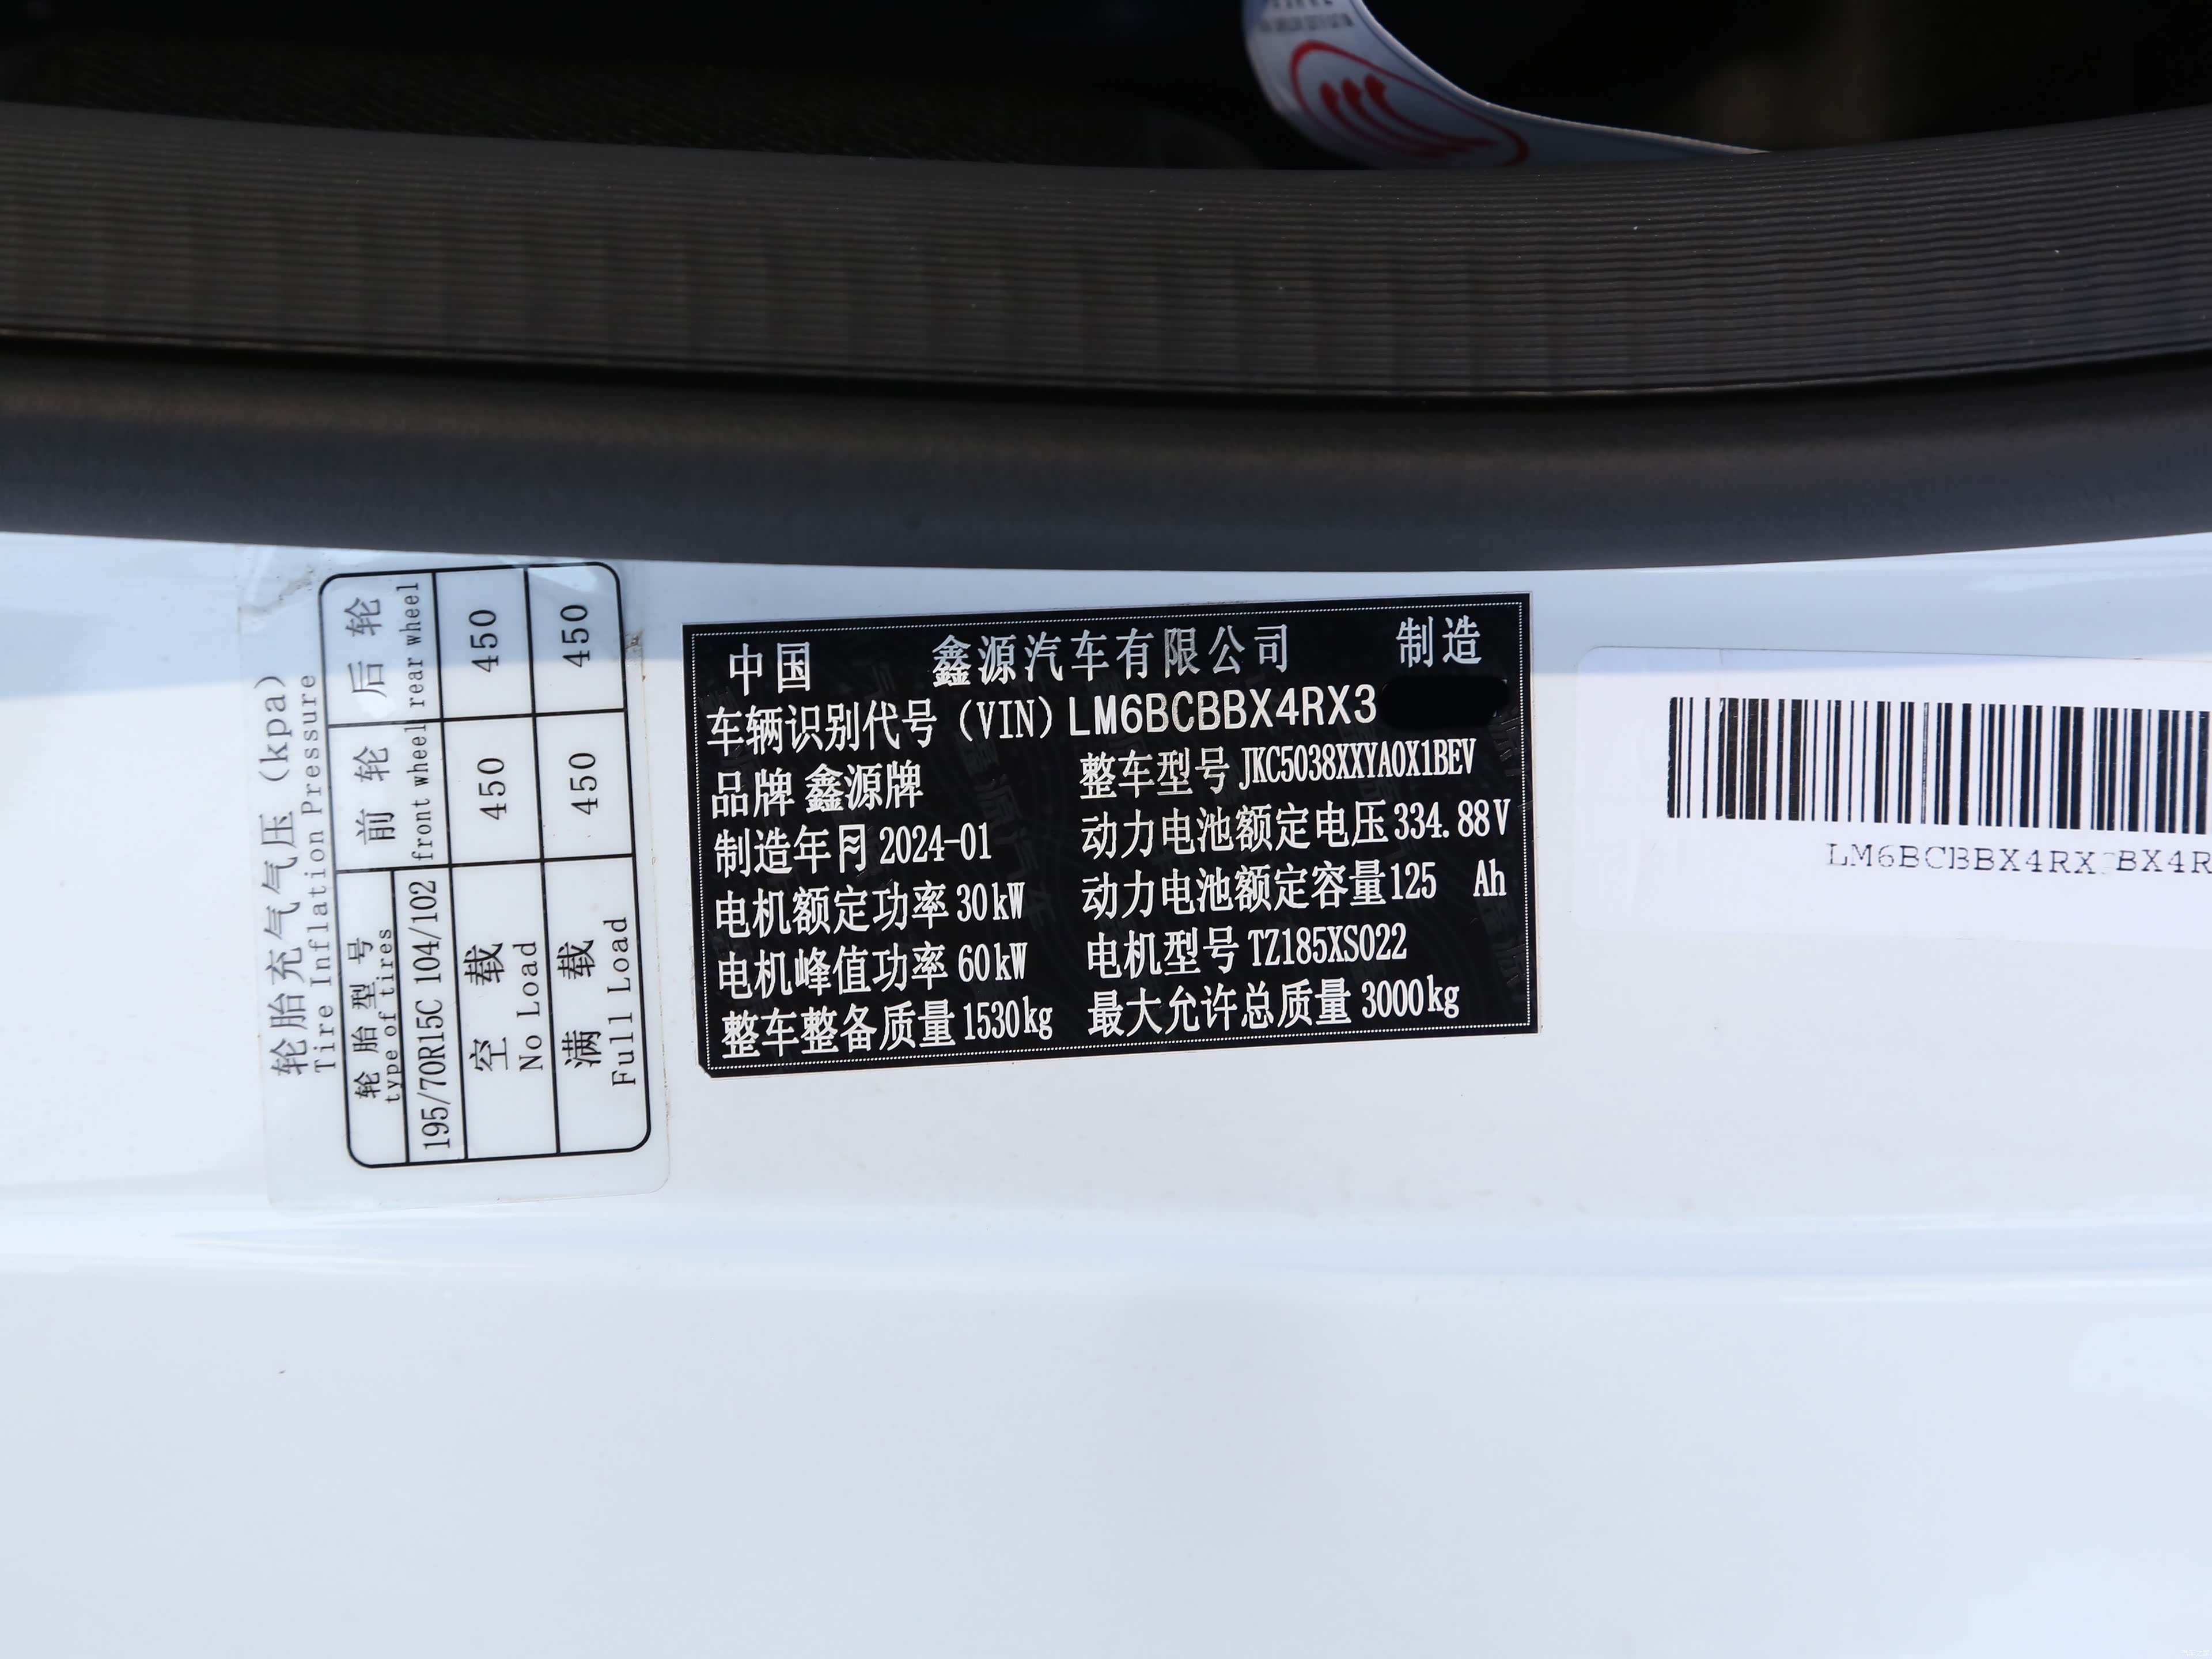 轮胎充气气压（kpa）
Tire Inflation Pressure
轮胎型号 前轮 后轮
type of tires front wheel rear wheel
195/70R15C 104/102
空载 450 450
No Load
满载 450 450
Full Load
中国 鑫源汽车有限公司 制造
车辆识别代号（VIN）LM6BCBBX4RX3
品牌 鑫源牌 整车型号 JKC5038XXYA0X1BEV
制造年月 2024-01 动力电池额定电压 334.88V
电机额定功率 30kW 动力电池额定容量 125 Ah
电机峰值功率 60kW 电机型号 TZ185XS022
整车整备质量 1530kg 最大允许总质量 3000kg
LM6BCBBX4RX BX4R